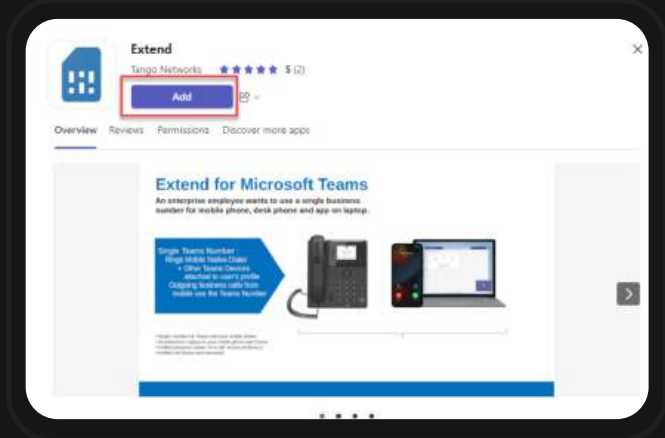 Extend
Tango Networks 5 (2)
Add
Overview Reviews Permissions Discover more apps
Extend for Microsoft Teams
An enterprise employee wants to use a single business
number for mobile phone, desk phone and app on laptop.
Single Teams Number :
Rings Mobile Native Dialer
+ Other Teams Devices
attached to user's profile
Outgoing business calls from
mobile use the Teams Number